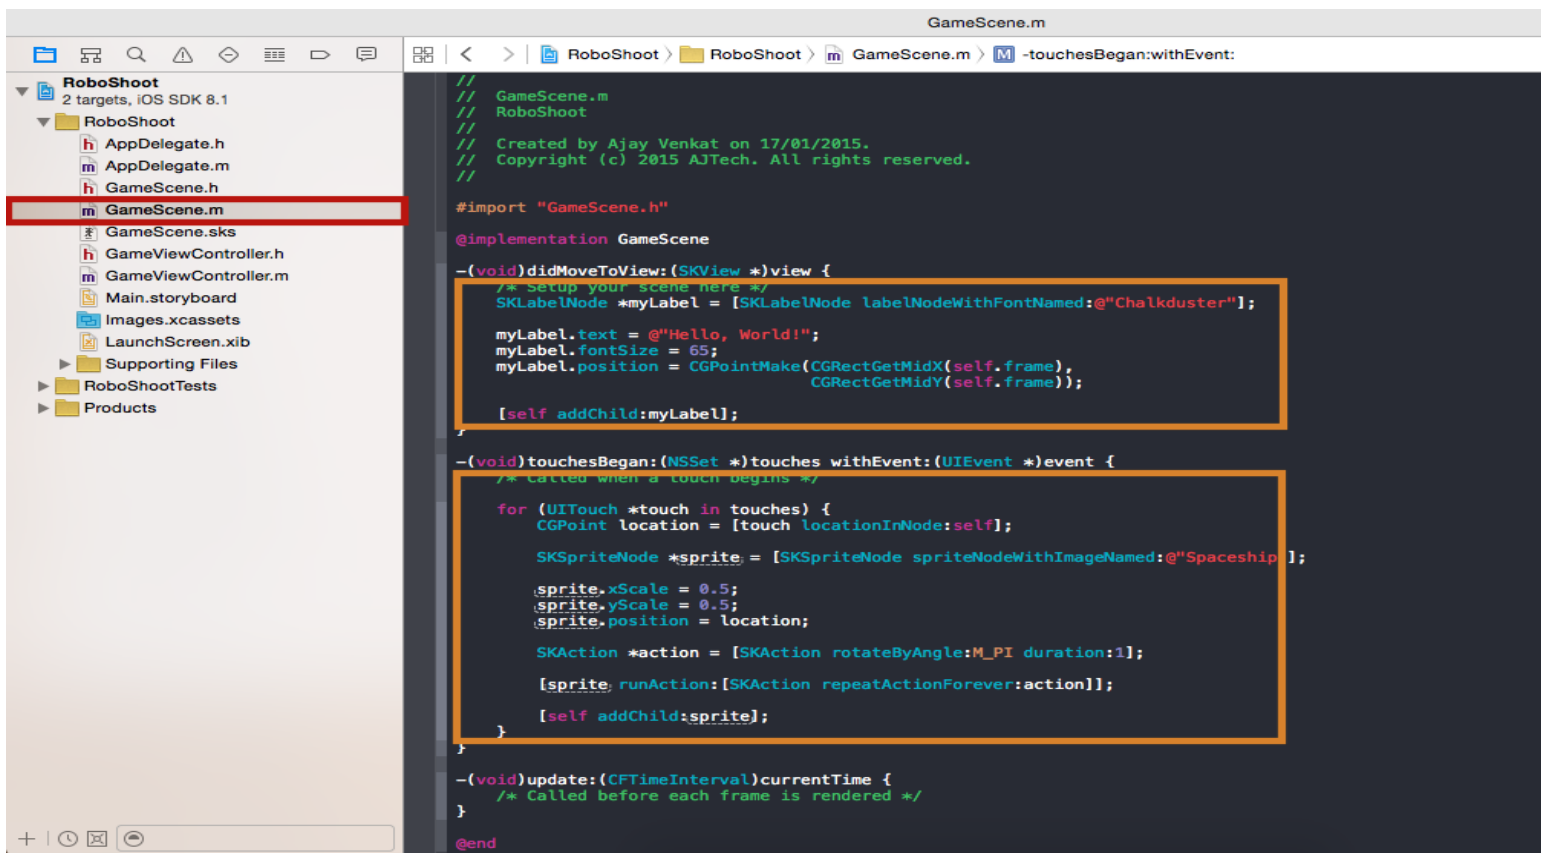 GameScene.m
RoboShoot RoboShoot GameScene.m M -touchesBegan:withEvent:
RoboShoot
2 targets, iOS SDK 8.1
RoboShoot
h AppDelegate.h
m AppDelegate.m
h GameScene.h
m GameScene.m
GameScene.sks
h GameViewController.h
m GameViewController.m
Main.storyboard
Images.xcassets
LaunchScreen.xib
Supporting Files
RoboShootTests
Products
//
//  GameScene.m
//  RoboShoot
//
//  Created by Ajay Venkat on 17/01/2015.
//  Copyright (c) 2015 AJTech. All rights reserved.
//
#import "GameScene.h"
@implementation GameScene
-(void)didMoveToView:(SKView *)view {
/* Setup your scene here */
SKLabelNode *myLabel = [SKLabelNode labelNodeWithFontNamed:@"Chalkduster"];
myLabel.text = @"Hello, World!";
myLabel.fontSize = 65;
myLabel.position = CGPointMake(CGRectGetMidX(self.frame),
CGRectGetMidY(self.frame));
[self addChild:myLabel];
}
-(void)touchesBegan:(NSSet *)touches withEvent:(UIEvent *)event {
/* Called when a touch begins */
for (UITouch *touch in touches) {
CGPoint location = [touch locationInNode:self];
SKSpriteNode *sprite = [SKSpriteNode spriteNodeWithImageNamed:@"Spaceship"];
sprite.xScale = 0.5;
sprite.yScale = 0.5;
sprite.position = location;
SKAction *action = [SKAction rotateByAngle:M_PI duration:1];
[sprite runAction:[SKAction repeatActionForever:action]];
[self addChild:sprite];
}
}
-(void)update:(CFTimeInterval)currentTime {
/* Called before each frame is rendered */
}
@end